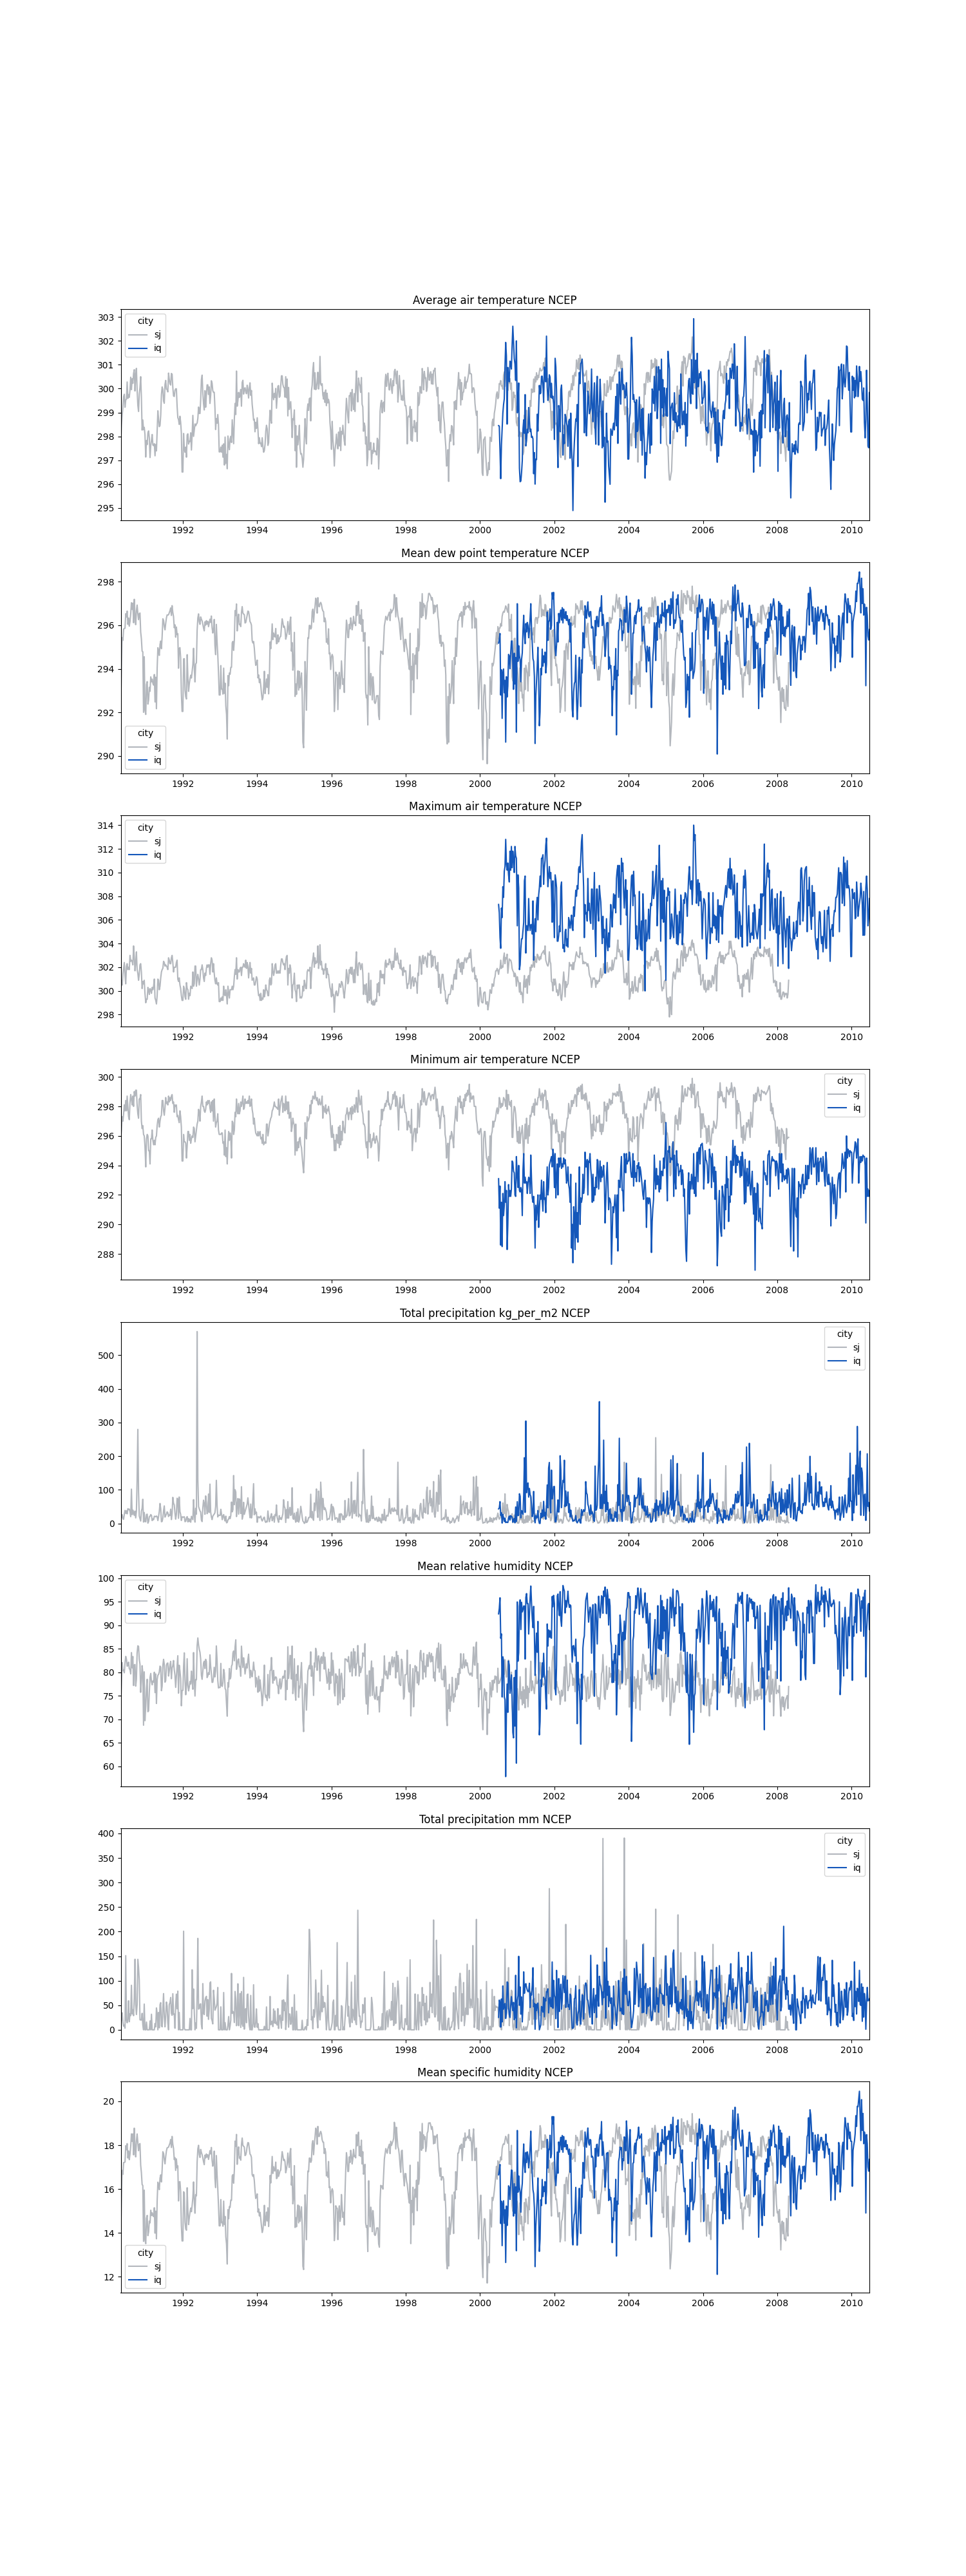 Average air temperature NCEP
303
302
301
300
299
298
297
296
295
city
sj
iq
1992 1994 1996 1998 2000 2002 2004 2006 2008 2010
Mean dew point temperature NCEP
298
296
294
292
290
city
sj
iq
1992 1994 1996 1998 2000 2002 2004 2006 2008 2010
Maximum air temperature NCEP
314
312
310
308
306
304
302
300
298
city
sj
iq
1992 1994 1996 1998 2000 2002 2004 2006 2008 2010
Minimum air temperature NCEP
300
298
296
294
292
290
288
city
sj
iq
1992 1994 1996 1998 2000 2002 2004 2006 2008 2010
Total precipitation kg_per_m2 NCEP
500
400
300
200
100
0
city
sj
iq
1992 1994 1996 1998 2000 2002 2004 2006 2008 2010
Mean relative humidity NCEP
100
95
90
85
80
75
70
65
60
city
sj
iq
1992 1994 1996 1998 2000 2002 2004 2006 2008 2010
Total precipitation mm NCEP
400
350
300
250
200
150
100
50
0
city
sj
iq
1992 1994 1996 1998 2000 2002 2004 2006 2008 2010
Mean specific humidity NCEP
20
18
16
14
12
city
sj
iq
1992 1994 1996 1998 2000 2002 2004 2006 2008 2010